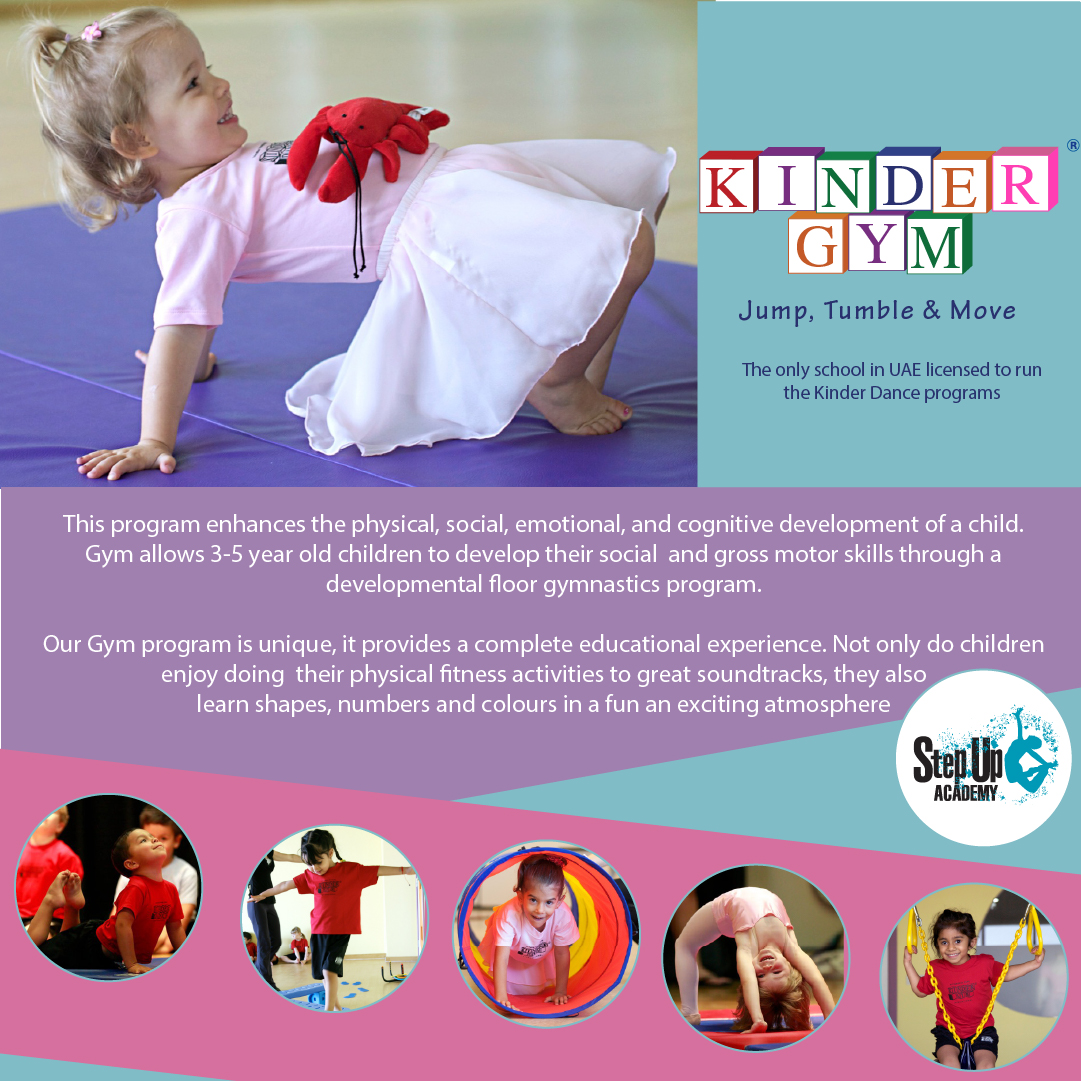 KINDER ®
GYM
Jump, Tumble & Move
The only school in UAE licensed to run
the Kinder Dance programs
This program enhances the physical, social, emotional, and cognitive development of a child.
Gym allows 3-5 year old children to develop their social and gross motor skills through a
developmental floor gymnastics program.
Our Gym program is unique, it provides a complete educational experience. Not only do children
enjoy doing their physical fitness activities to great soundtracks, they also
learn shapes, numbers and colours in a fun an exciting atmosphere
Step Up
ACADEMY